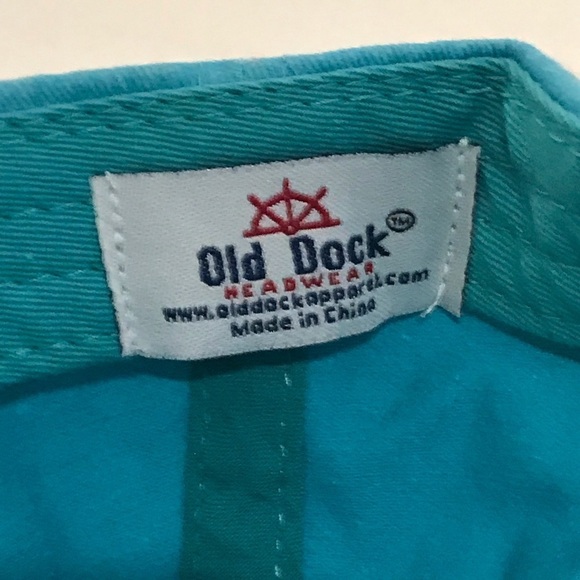 Old Dock™
HEADWEAR
www.olddockapparel.com
Made in China